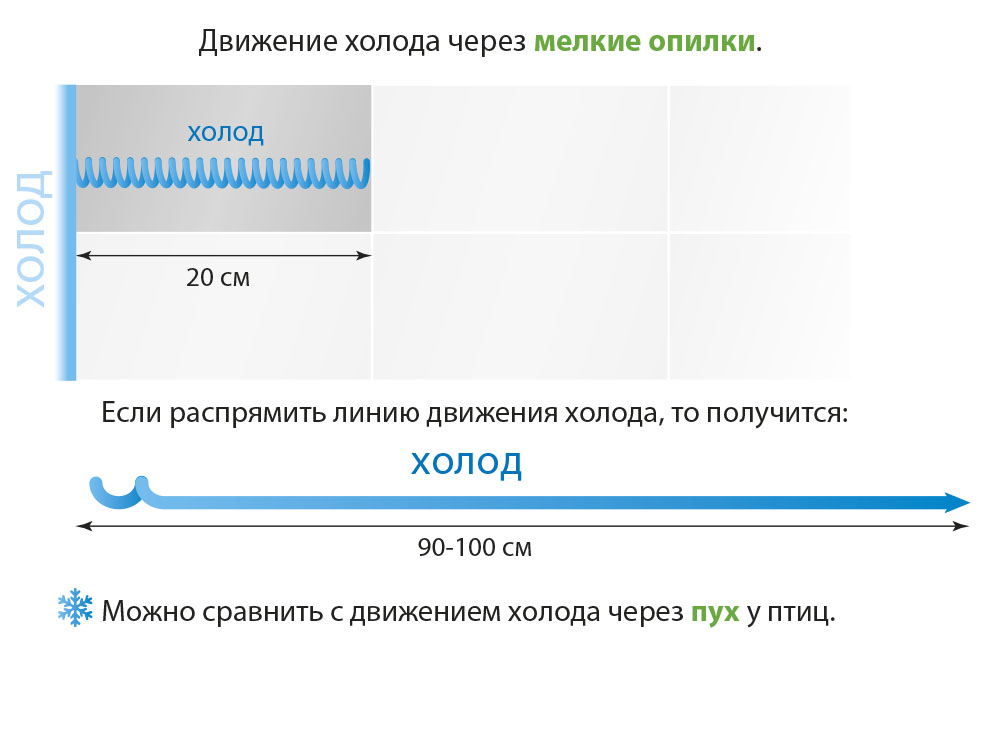 Движение холода через мелкие опилки.
холод
холод
20 см
Если распрямить линию движения холода, то получится:
холод
90-100 см
Можно сравнить с движением холода через пух у птиц.